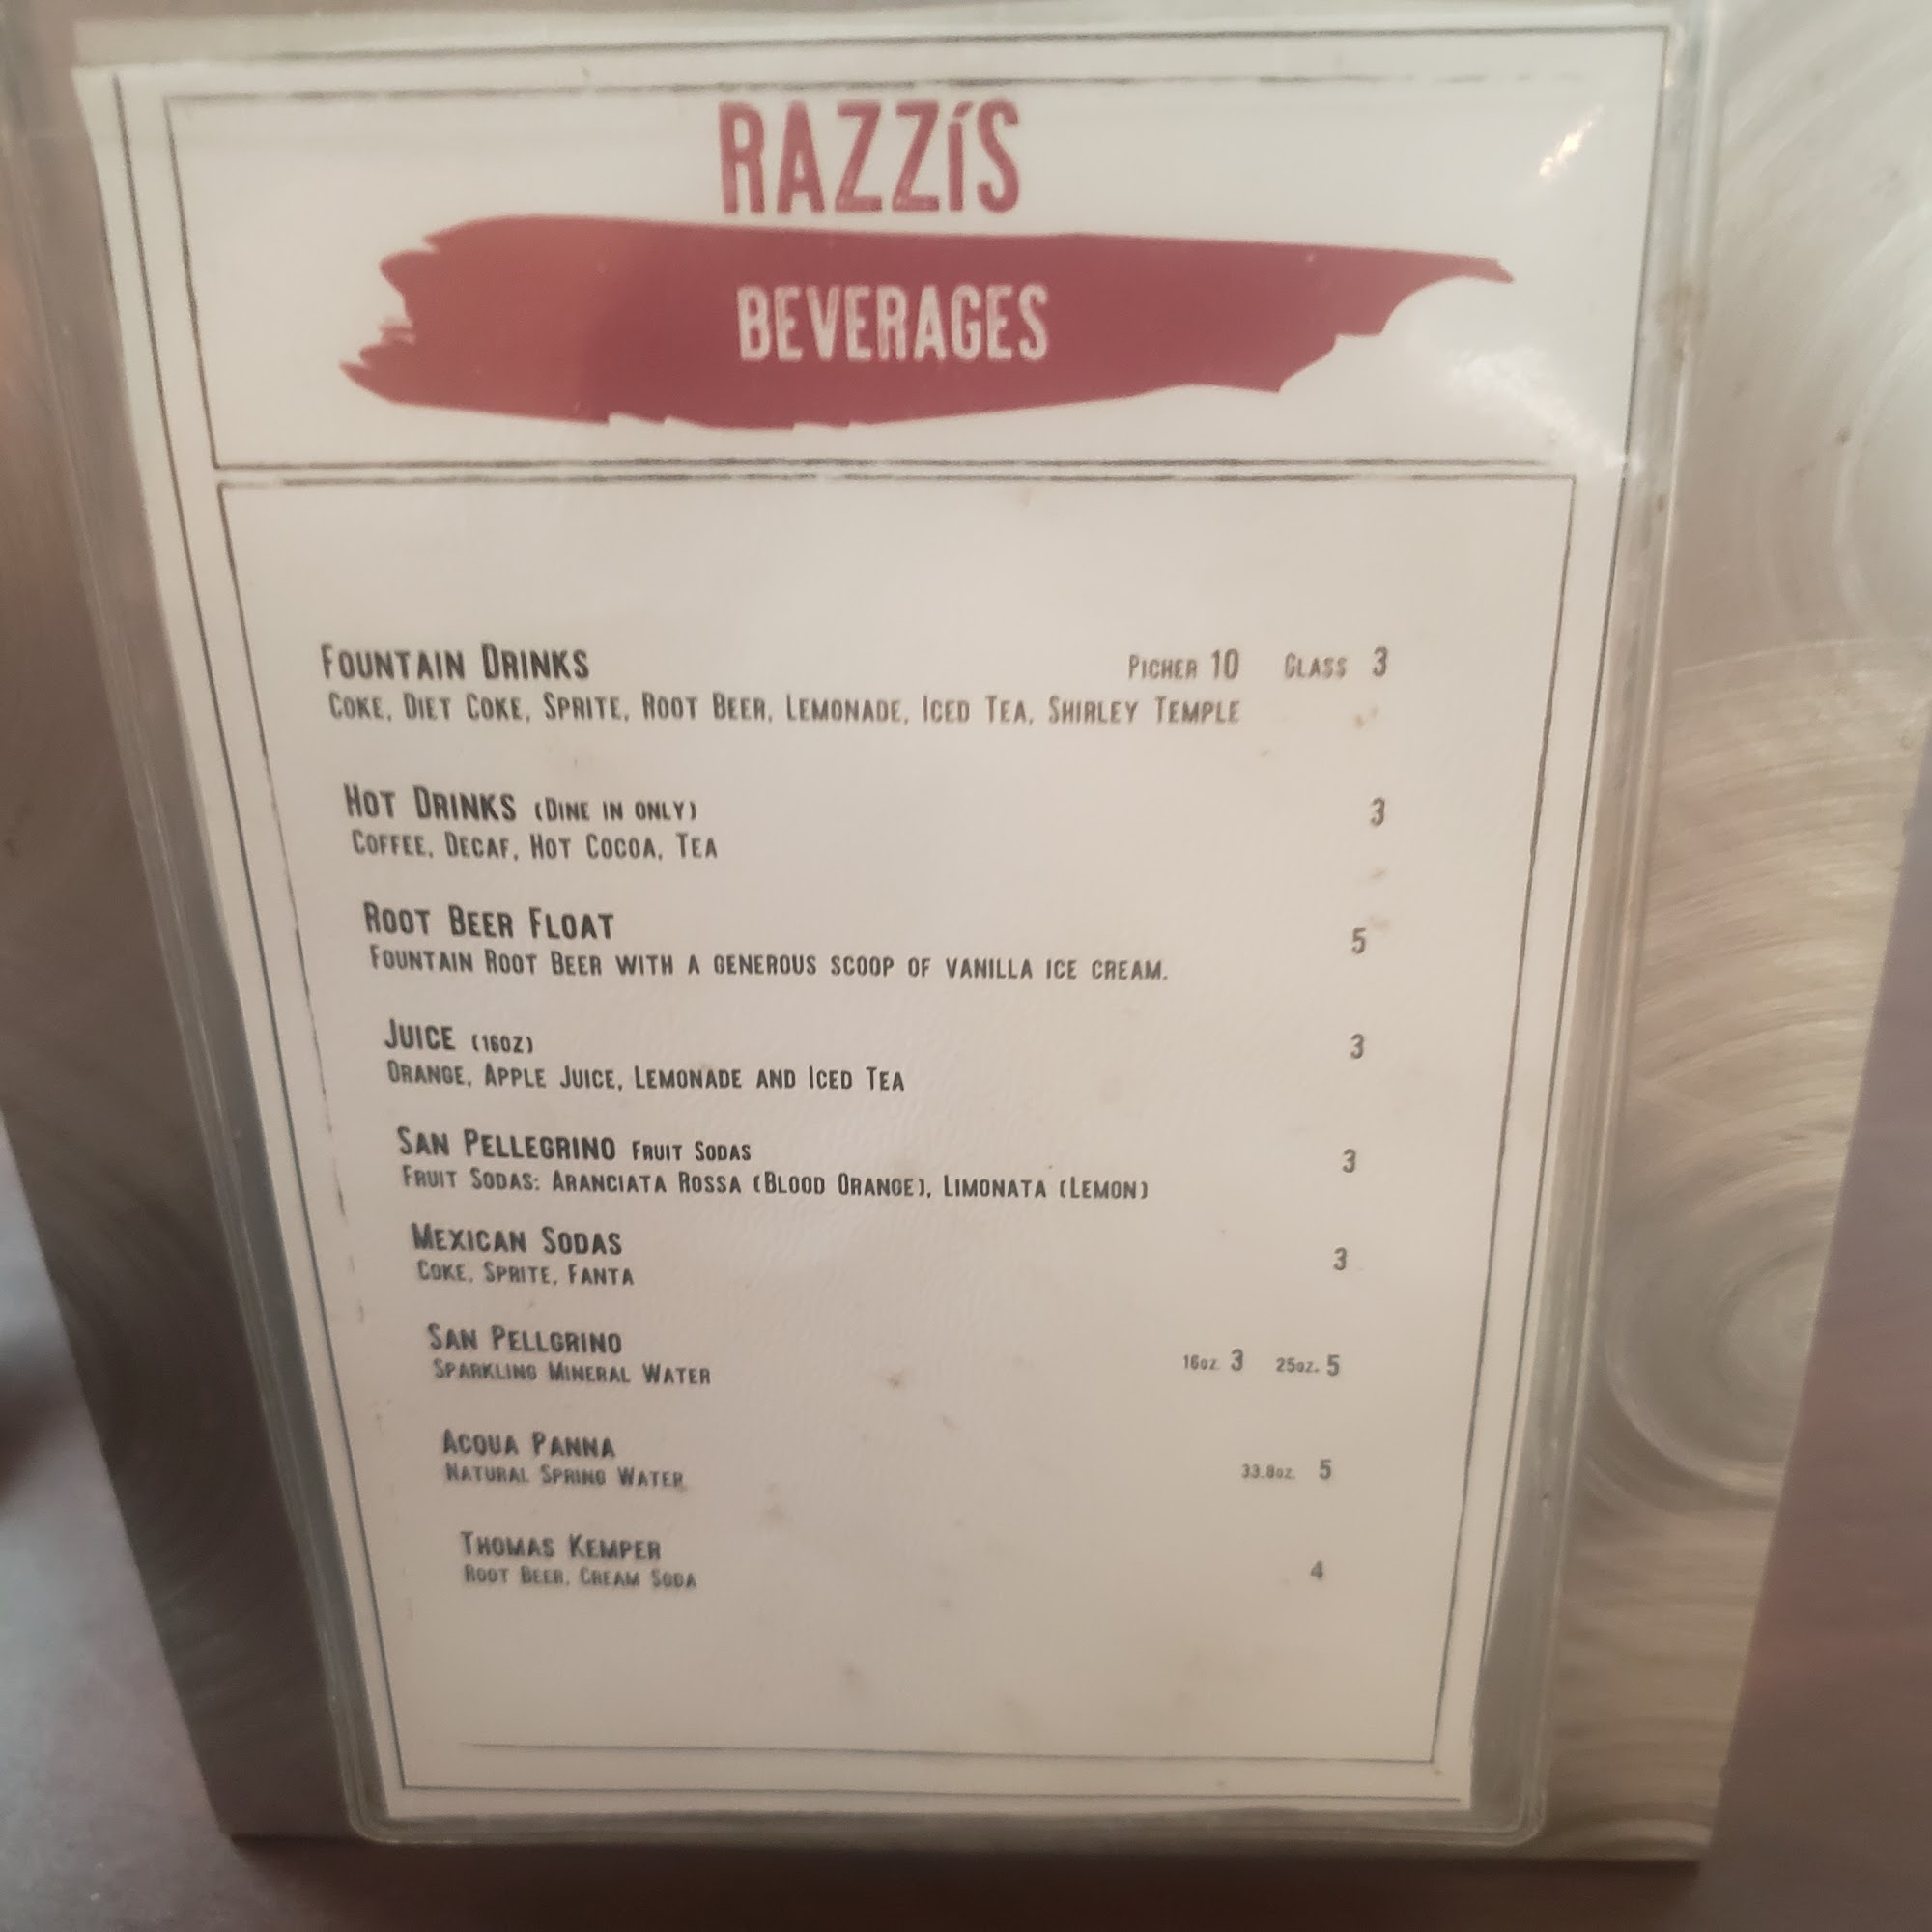 RAZZÍS
BEVERAGES
FOUNTAIN DRINKS PICHER 10 GLASS 3
COKE, DIET COKE, SPRITE, ROOT BEER, LEMONADE, ICED TEA, SHIRLEY TEMPLE
HOT DRINKS (DINE IN ONLY) 3
COFFEE, DECAF, HOT COCOA, TEA
ROOT BEER FLOAT 5
FOUNTAIN ROOT BEER WITH A GENEROUS SCOOP OF VANILLA ICE CREAM.
JUICE (16OZ) 3
ORANGE, APPLE JUICE, LEMONADE AND ICED TEA
SAN PELLEGRINO FRUIT SODAS 3
FRUIT SODAS: ARANCIATA ROSSA (BLOOD ORANGE), LIMONATA (LEMON)
MEXICAN SODAS 3
COKE, SPRITE, FANTA
SAN PELLGRINO
SPARKLING MINERAL WATER 16OZ. 3 25OZ. 5
ACQUA PANNA
NATURAL SPRING WATER 33.8OZ. 5
THOMAS KEMPER
ROOT BEER, CREAM SODA 4